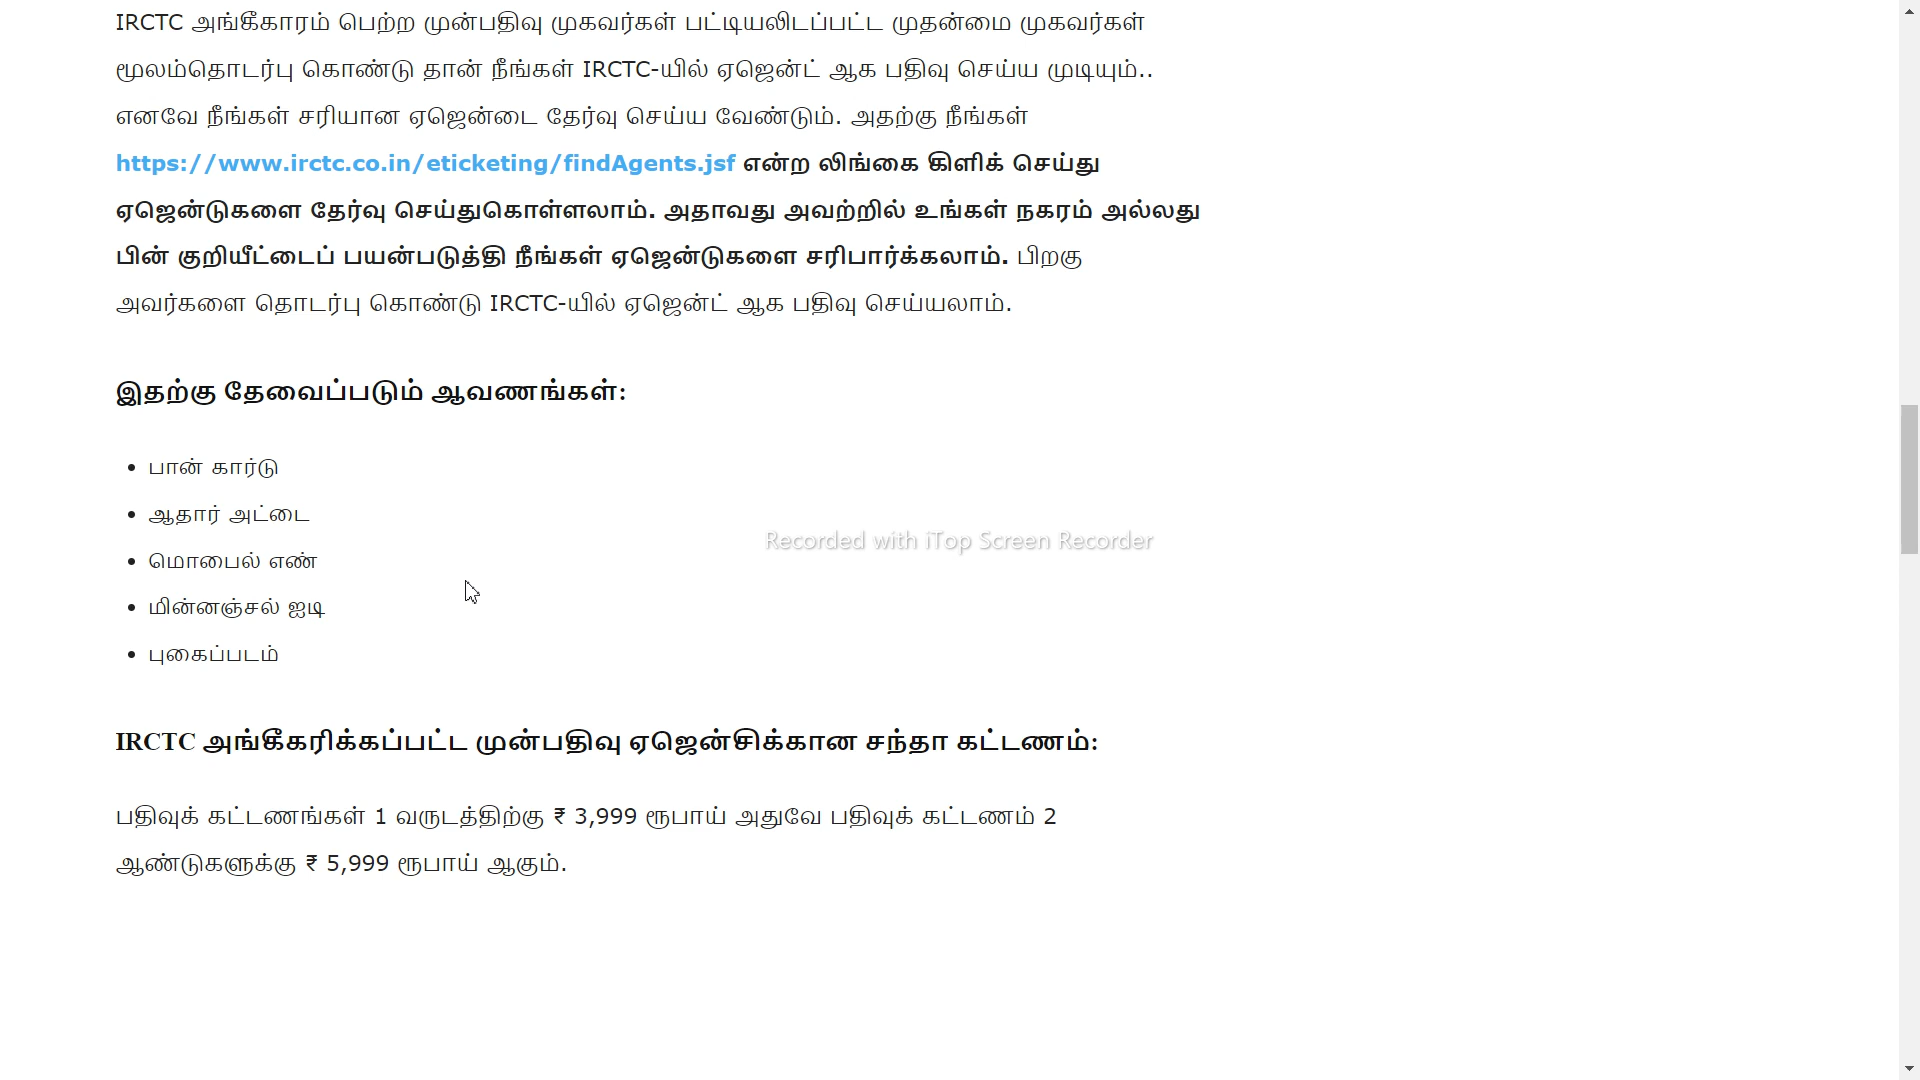 IRCTC அங்கீகாரம் பெற்ற முன்பதிவு முகவர்கள் பட்டியலிடப்பட்ட முதன்மை முகவர்கள்
மூலம்தொடர்பு கொண்டு தான் நீங்கள் IRCTC-யில் ஏஜென்ட் ஆக பதிவு செய்ய முடியும்..
எனவே நீங்கள் சரியான ஏஜென்டை தேர்வு செய்ய வேண்டும். அதற்கு நீங்கள்
https://www.irctc.co.in/eticketing/findAgents.jsf என்ற லிங்கை கிளிக் செய்து
ஏஜென்டுகளை தேர்வு செய்துகொள்ளலாம். அதாவது அவற்றில் உங்கள் நகரம் அல்லது
பின் குறியீட்டைப் பயன்படுத்தி நீங்கள் ஏஜென்டுகளை சரிபார்க்கலாம். பிறகு
அவர்களை தொடர்பு கொண்டு IRCTC-யில் ஏஜென்ட் ஆக பதிவு செய்யலாம்.
இதற்கு தேவைப்படும் ஆவணங்கள்:
• பான் கார்டு
• ஆதார் அட்டை
Recorded with iTop Screen Recorder
• மொபைல் எண்
• மின்னஞ்சல் ஐடி
• புகைப்படம்
IRCTC அங்கீகரிக்கப்பட்ட முன்பதிவு ஏஜென்சிக்கான சந்தா கட்டணம்:
பதிவுக் கட்டணங்கள் 1 வருடத்திற்கு ₹ 3,999 ரூபாய் அதுவே பதிவுக் கட்டணம் 2
ஆண்டுகளுக்கு ₹ 5,999 ரூபாய் ஆகும்.